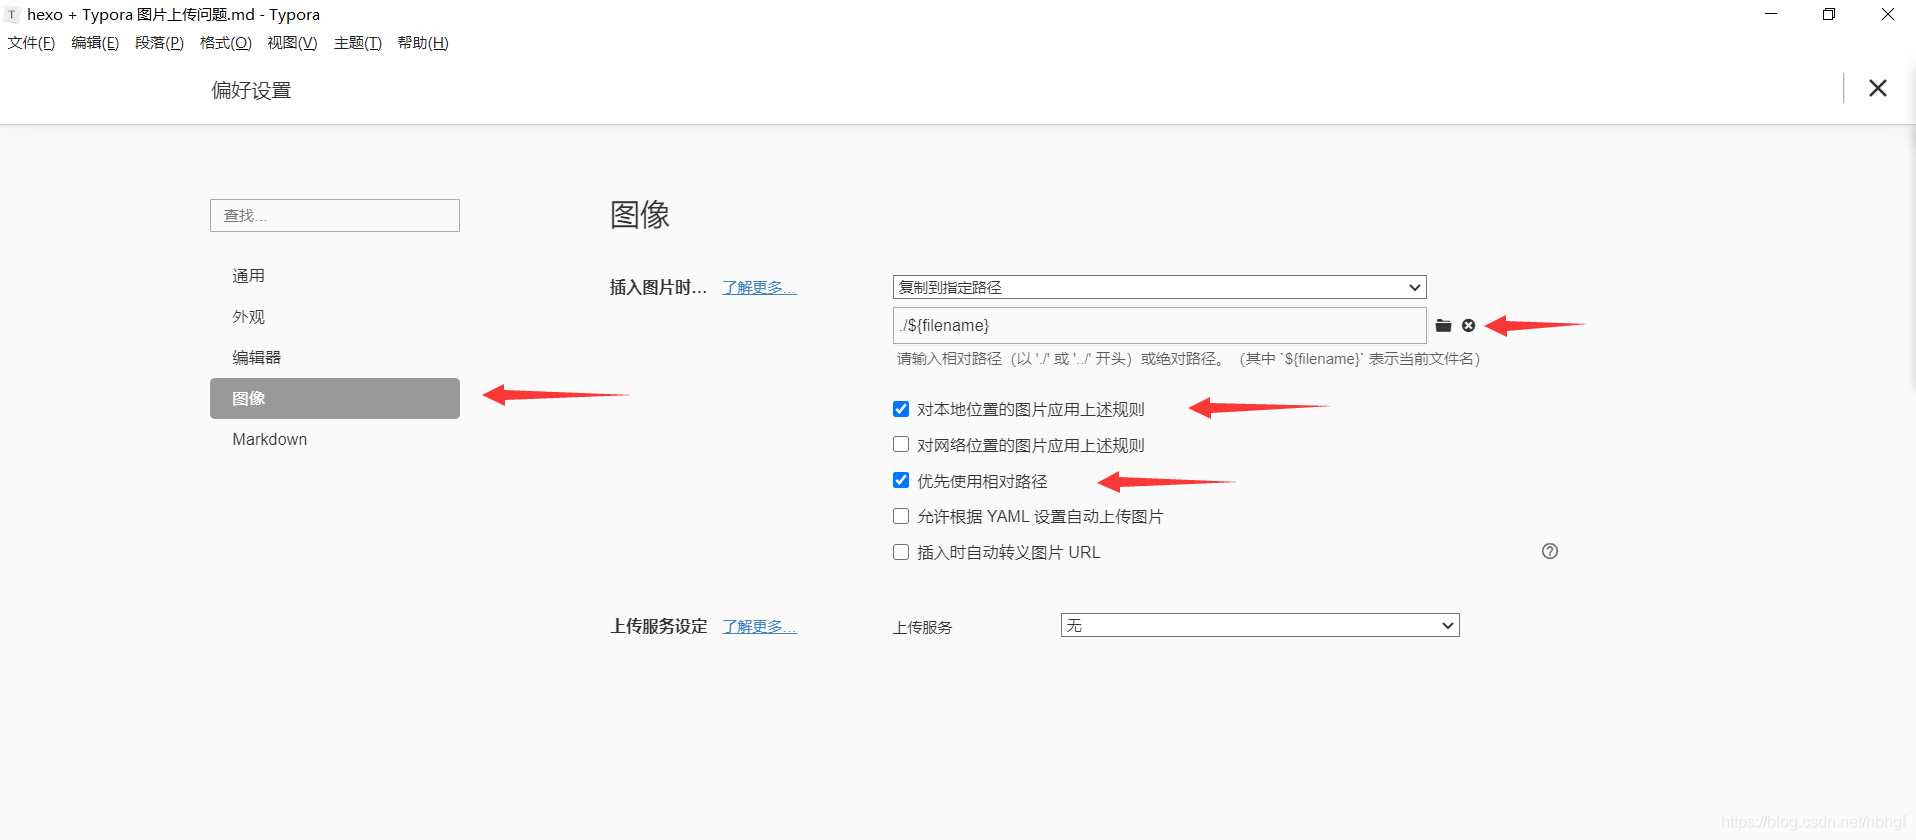 T hexo + Typora 图片上传问题.md - Typora
文件(F) 编辑(E) 段落(P) 格式(O) 视图(V) 主题(T) 帮助(H)
偏好设置
查找...
通用
外观
编辑器
图像
Markdown
图像
插入图片时... 了解更多... 复制到指定路径
./${filename}
请输入相对路径（以 './' 或 '../' 开头）或绝对路径。（其中 `${filename}` 表示当前文件名）
对本地位置的图片应用上述规则
对网络位置的图片应用上述规则
优先使用相对路径
允许根据 YAML 设置自动上传图片
插入时自动转义图片 URL
上传服务设定 了解更多... 上传服务 无
https://blog.csdn.net/hbhgf